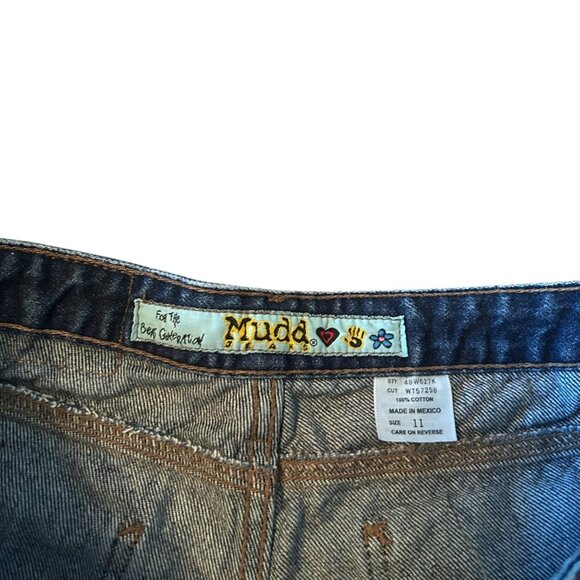 For The
Best Generation
Mudd®
JEANS
STY. 48W621K
CUT WT57258
100% COTTON
MADE IN MEXICO
SIZE 11
CARE ON REVERSE